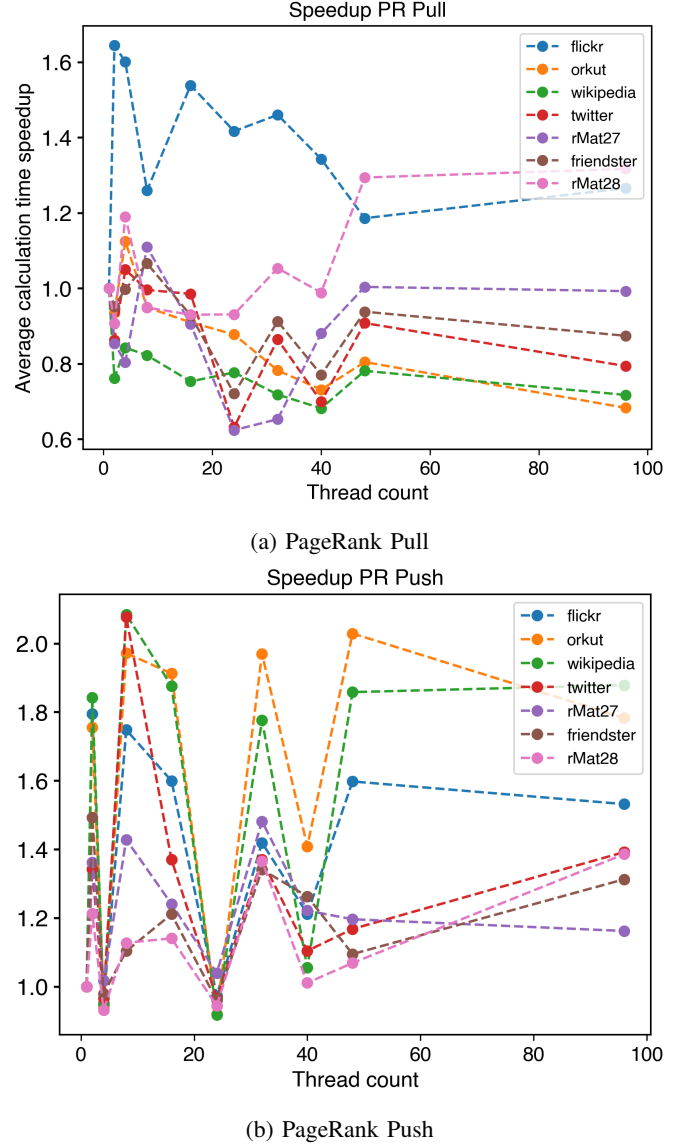 Speedup PR Pull
Average calculation time speedup
1.6
1.4
1.2
1.0
0.8
0.6
flickr
orkut
wikipedia
twitter
rMat27
friendster
rMat28
0 20 40 60 80 100
Thread count
(a) PageRank Pull
Speedup PR Push
2.0
1.8
1.6
1.4
1.2
1.0
flickr
orkut
wikipedia
twitter
rMat27
friendster
rMat28
0 20 40 60 80 100
Thread count
(b) PageRank Push